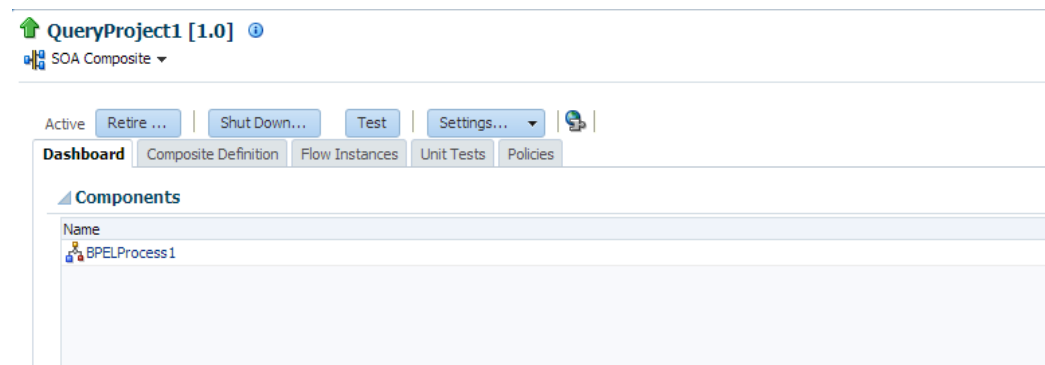 QueryProject1 [1.0]
SOA Composite
Active Retire ... Shut Down... Test Settings...
Dashboard Composite Definition Flow Instances Unit Tests Policies
Components
Name
BPELProcess1